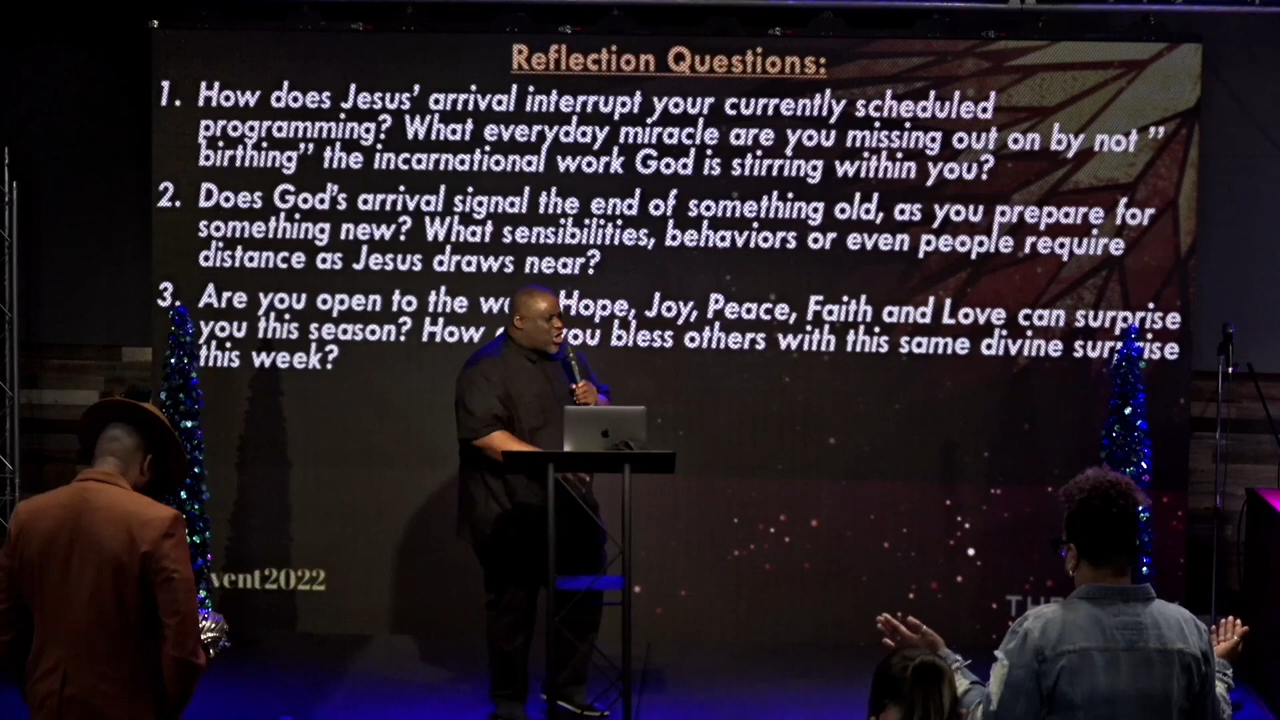 Reflection Questions:
1. How does Jesus' arrival interrupt your currently scheduled
programming? What everyday miracle are you missing out on by not "
birthing" the incarnational work God is stirring within you?
2. Does God's arrival signal the end of something old, as you prepare for
something new? What sensibilities, behaviors or even people require
distance as Jesus draws near?
3. Are you open to the Hope, Joy, Peace, Faith and Love can surprise
you this season? How you bless others with this same divine surprise
this week?
vent2022